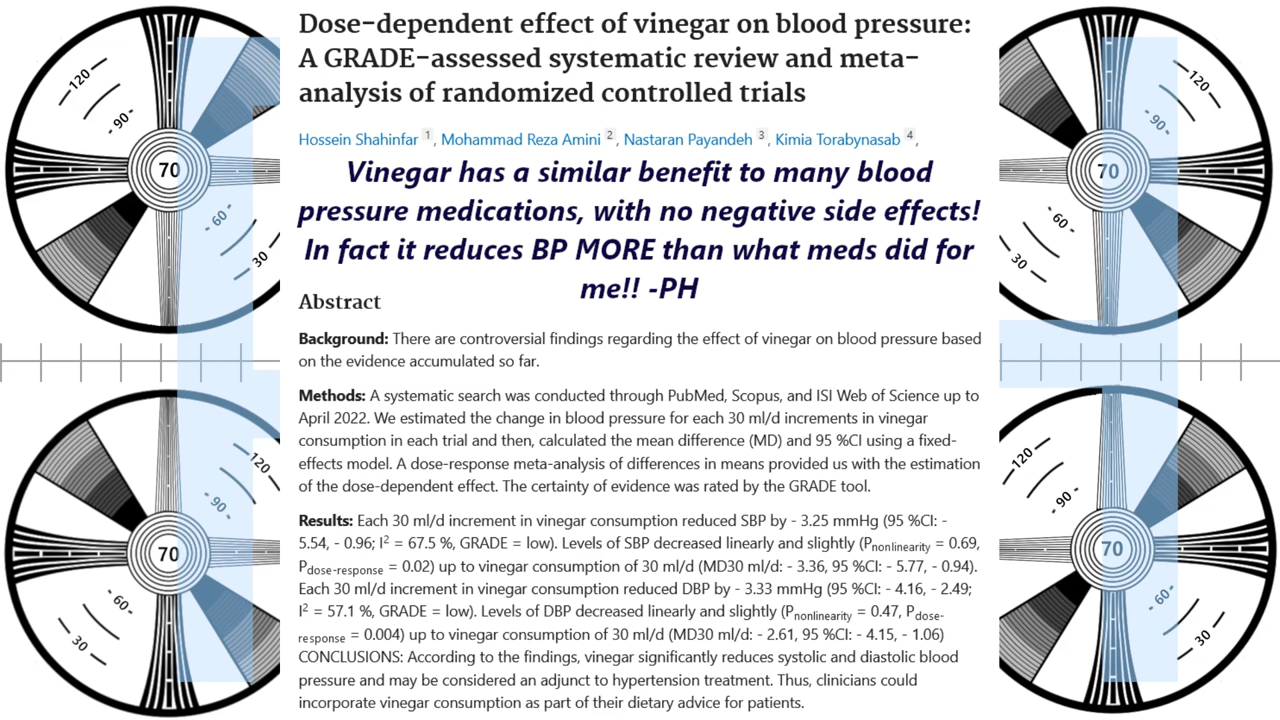 Dose-dependent effect of vinegar on blood pressure:
A GRADE-assessed systematic review and meta-
analysis of randomized controlled trials
Hossein Shahinfar 1, Mohammad Reza Amini 2, Nastaran Payandeh 3, Kimia Torabynasab 4,
Vinegar has a similar benefit to many blood
pressure medications, with no negative side effects!
In fact it reduces BP MORE than what meds did for
me!! -PH
Abstract
Background: There are controversial findings regarding the effect of vinegar on blood pressure based
on the evidence accumulated so far.
Methods: A systematic search was conducted through PubMed, Scopus, and ISI Web of Science up to
April 2022. We estimated the change in blood pressure for each 30 ml/d increments in vinegar
consumption in each trial and then, calculated the mean difference (MD) and 95 %CI using a fixed-
effects model. A dose-response meta-analysis of differences in means provided us with the estimation
of the dose-dependent effect. The certainty of evidence was rated by the GRADE tool.
Results: Each 30 ml/d increment in vinegar consumption reduced SBP by - 3.25 mmHg (95 %CI: -
5.54, - 0.96; I2 = 67.5 %, GRADE = low). Levels of SBP decreased linearly and slightly (Pnonlinearity = 0.69,
Pdose-response = 0.02) up to vinegar consumption of 30 ml/d (MD30 ml/d: - 3.36, 95 %CI: - 5.77, - 0.94).
Each 30 ml/d increment in vinegar consumption reduced DBP by - 3.33 mmHg (95 %CI: - 4.16, - 2.49;
I2 = 57.1 %, GRADE = low). Levels of DBP decreased linearly and slightly (Pnonlinearity = 0.47, Pdose-
response = 0.004) up to vinegar consumption of 30 ml/d (MD30 ml/d: - 2.61, 95 %CI: - 4.15, - 1.06)
CONCLUSIONS: According to the findings, vinegar significantly reduces systolic and diastolic blood
pressure and may be considered an adjunct to hypertension treatment. Thus, clinicians could
incorporate vinegar consumption as part of their dietary advice for patients.
120
- 90 -
70
- 60 -
30
120
- 90 -
70
- 60 -
30
120
- 90 -
70
- 60 -
30
120
- 90 -
70
- 60 -
30